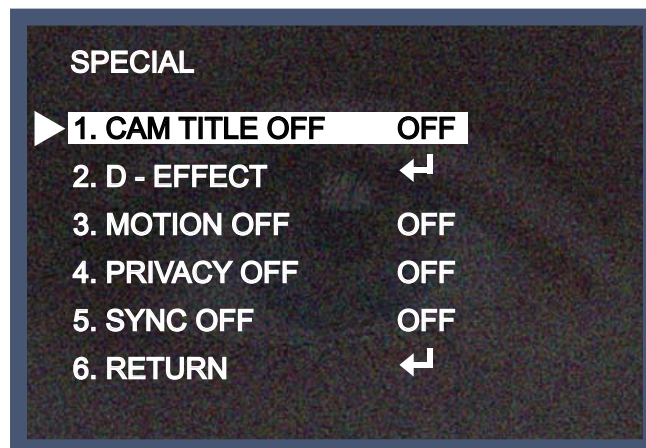 SPECIAL
1. CAM TITLE OFF OFF
2. D - EFFECT ↵
3. MOTION OFF OFF
4. PRIVACY OFF OFF
5. SYNC OFF OFF
6. RETURN ↵